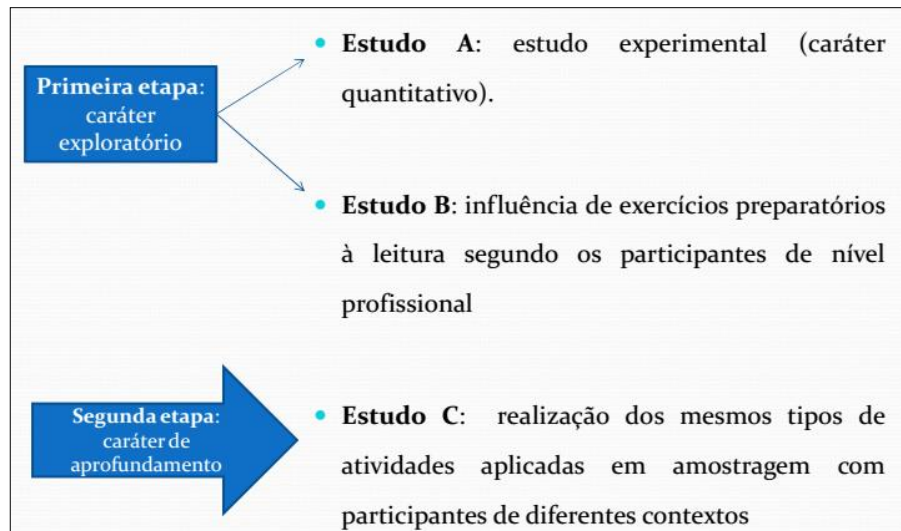 Primeira etapa:
caráter
exploratório
• Estudo A: estudo experimental (caráter
quantitativo).
• Estudo B: influência de exercícios preparatórios
à leitura segundo os participantes de nível
profissional
Segunda etapa:
caráter de
aprofundamento
• Estudo C: realização dos mesmos tipos de
atividades aplicadas em amostragem com
participantes de diferentes contextos